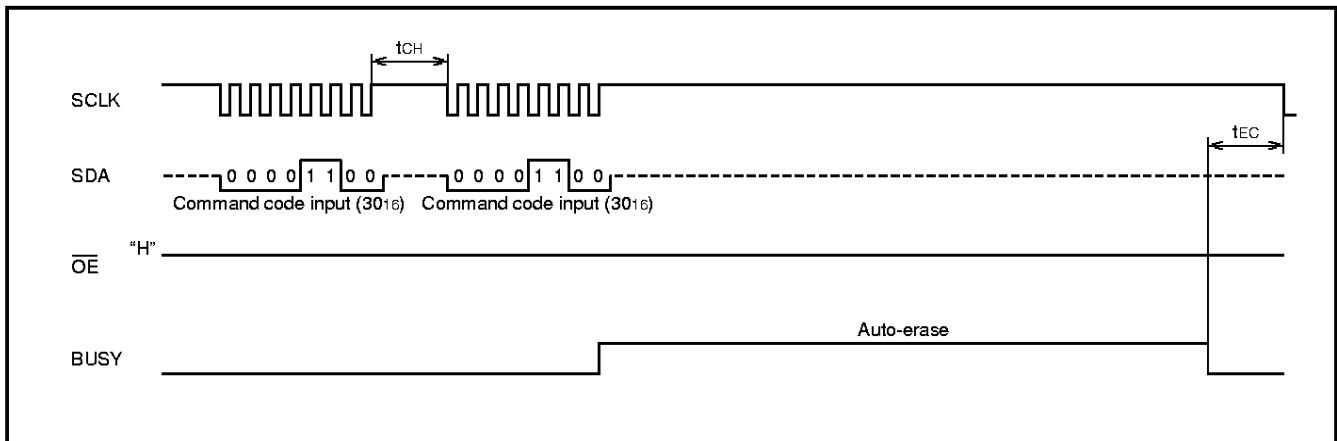 tCH
SCLK
tEC
SDA
0 0 0 0 1 1 0 0
0 0 0 0 1 1 0 0
Command code input (3016)
Command code input (3016)
"H"
OE
Auto-erase
BUSY